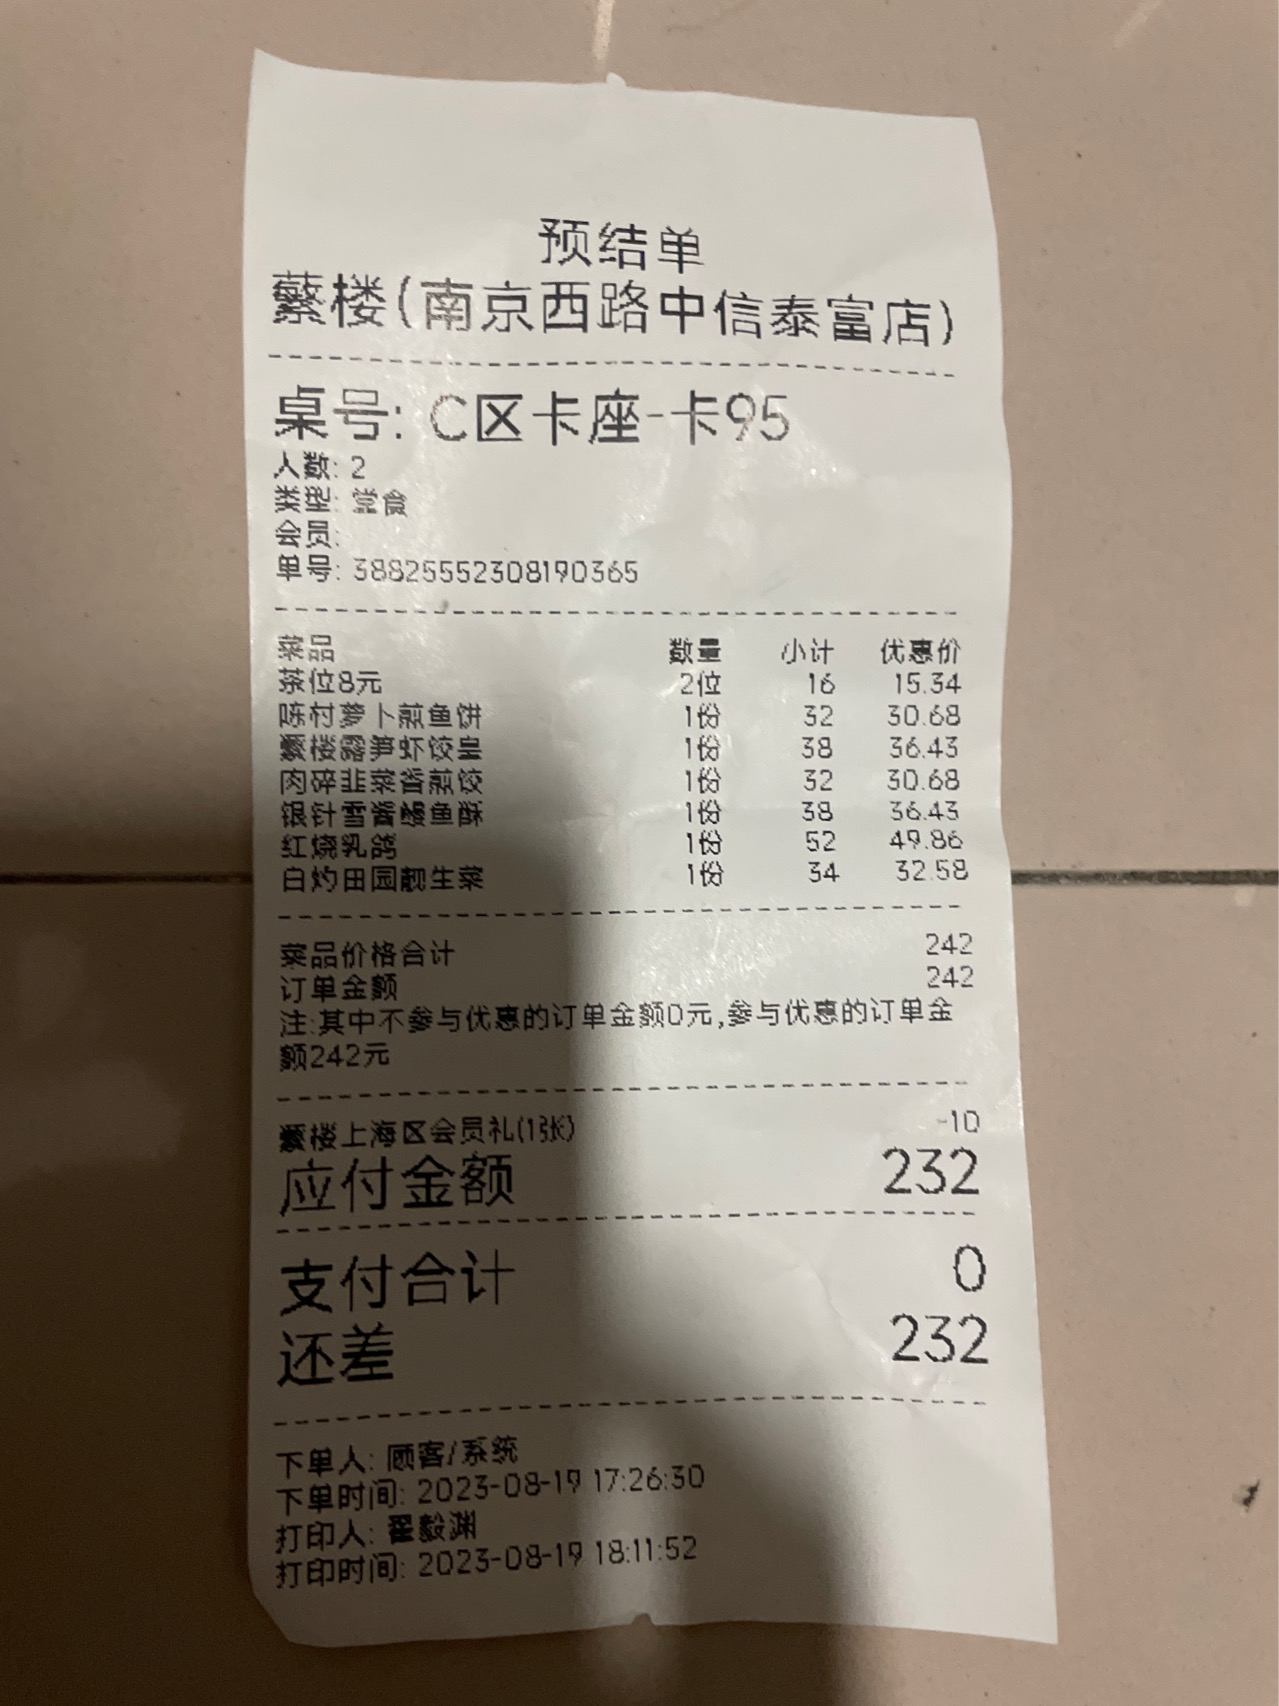 预结单
蘩楼(南京西路中信泰富店)
桌号: C区卡座-卡95
人数: 2
类型: 堂食
会员:
单号: 388255552308190365
菜品 数量 小计 优惠价
茶位8元 2位 16 15.34
陈村萝卜煎鱼饼 1份 32 30.68
蘩楼露笋虾饺皇 1份 38 36.43
肉碎韭菜香煎饺 1份 32 30.68
银针雪酱鳗鱼酥 1份 38 36.43
红烧乳鸽 1份 52 49.86
白灼田园靓生菜 1份 34 32.58
菜品价格合计 242
订单金额 242
注:其中不参与优惠的订单金额0元,参与优惠的订单金
额242元
蘩楼上海区会员礼(1张) -10
应付金额 232
支付合计 0
还差 232
下单人: 顾客/系统
下单时间: 2023-08-19 17:26:30
打印人: 翟毅渊
打印时间: 2023-08-19 18:11:52